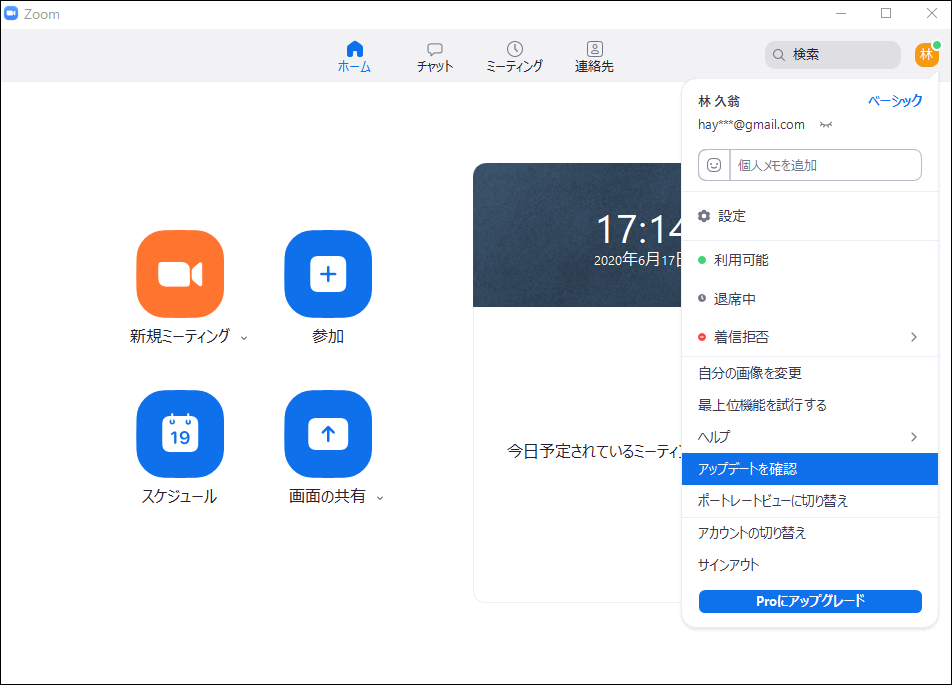 Zoom
ホーム
チャット
ミーティング
連絡先
検索
林
林 久翁
ベーシック
hay***@gmail.com
個人メモを追加
設定
利用可能
退席中
着信拒否
自分の画像を変更
最上位機能を試行する
ヘルプ
アップデートを確認
ポートレートビューに切り替え
アカウントの切り替え
サインアウト
Proにアップグレード
新規ミーティング
参加
19
スケジュール
画面の共有
17:14
2020年6月17日
今日予定されているミーティン